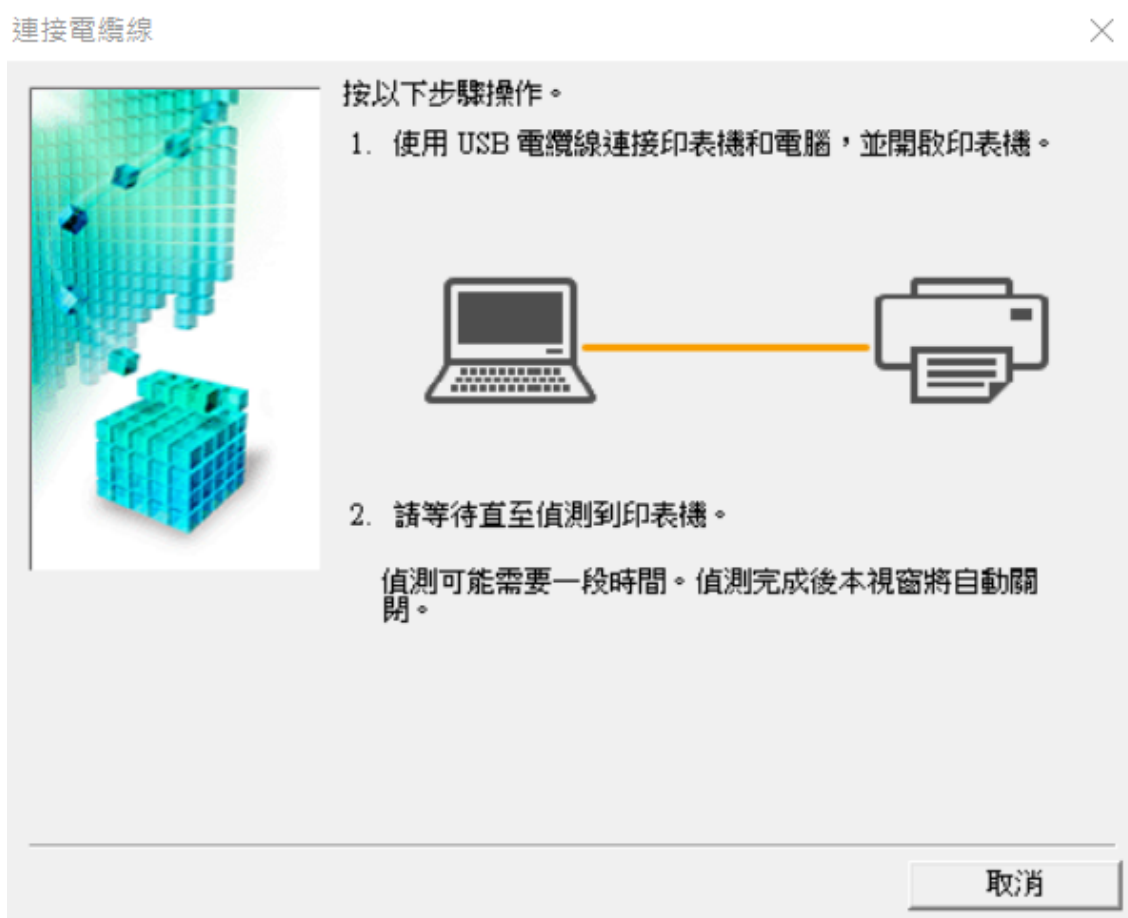 連接電纜線
按以下步驟操作。
1. 使用 USB 電纜線連接印表機和電腦，並開啟印表機。
2. 請等待直至偵測到印表機。
偵測可能需要一段時間。偵測完成後本視窗將自動關
閉。
取消